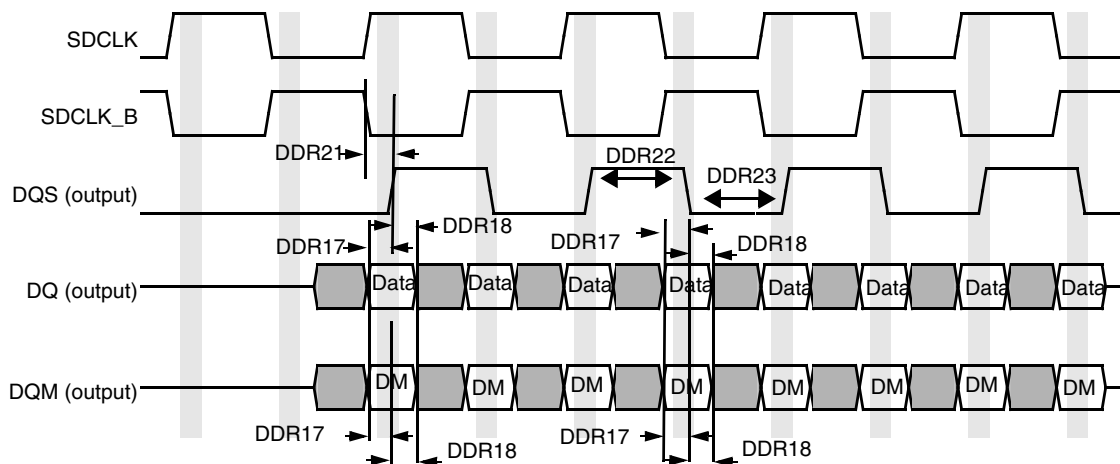 SDCLK
SDCLK_B
DDR21
DDR22
DQS (output)
DDR23
DDR18
DDR17
DDR17
DDR18
DQ (output)
Data Data Data Data Data Data Data Data
DQM (output)
DM DM DM DM DM DM DM DM
DDR17
DDR17
DDR18
DDR18